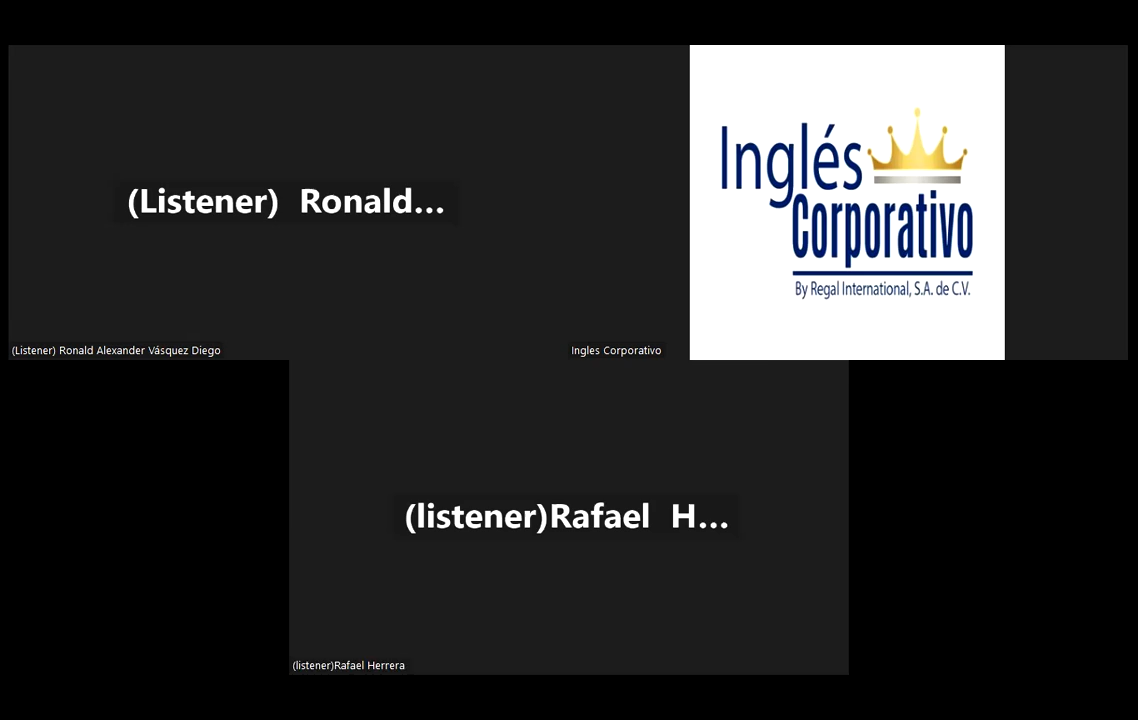 (Listener) Ronald...
(Listener) Ronald Alexander Vásquez Diego
Inglés
Corporativo
By Regal International, S.A. de C.V.
Ingles Corporativo
(listener)Rafael H...
(listener)Rafael Herrera